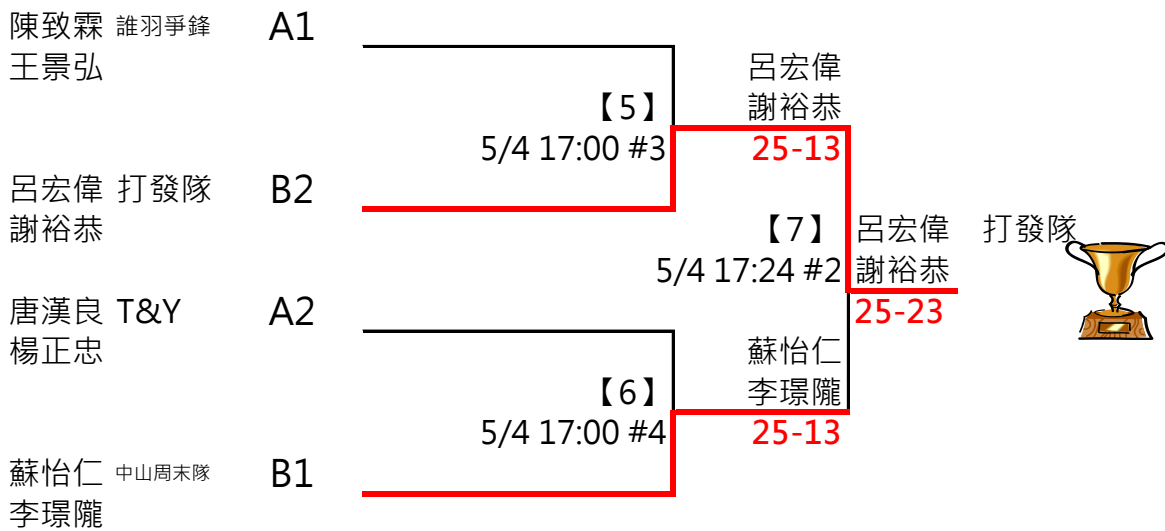 陳致霖 誰羽爭鋒 A1
王景弘
呂宏偉
謝裕恭
【5】
5/4 17:00 #3
25-13
呂宏偉 打發隊 B2
謝裕恭
【7】
5/4 17:24 #2
呂宏偉 打發隊
謝裕恭
25-23
唐漢良 T&Y A2
楊正忠
蘇怡仁
李璟隴
【6】
5/4 17:00 #4
25-13
蘇怡仁 中山周末隊 B1
李璟隴